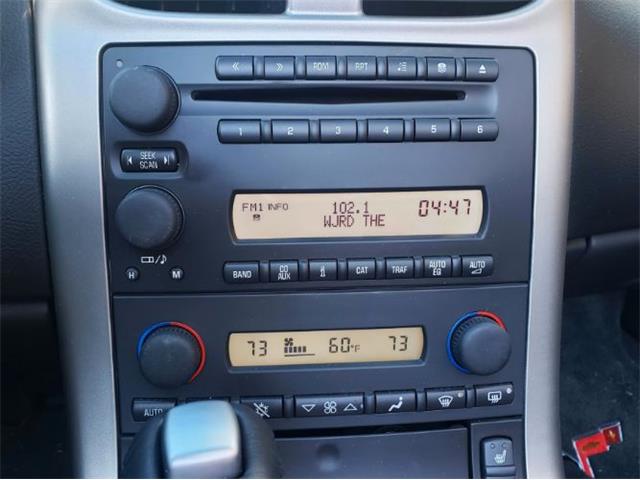 RDM RPT
1 2 3 4 5 6
SEEK
SCAN
FM1 INFO 102.1 04:47
WJRD THE
H M
BAND CD AUX i CAT TRAF AUTO EQ AUTO
73 60°F 73
AUTO